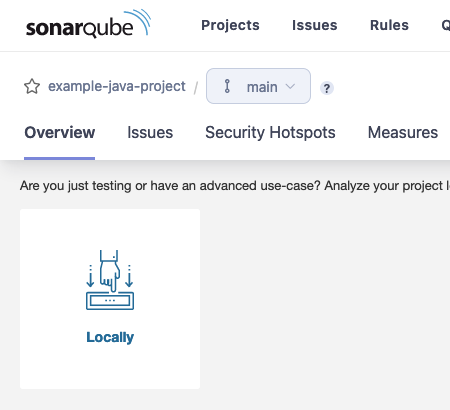 sonarqube Projects Issues Rules Q
example-java-project / main ?
Overview Issues Security Hotspots Measures
Are you just testing or have an advanced use-case? Analyze your project l
Locally